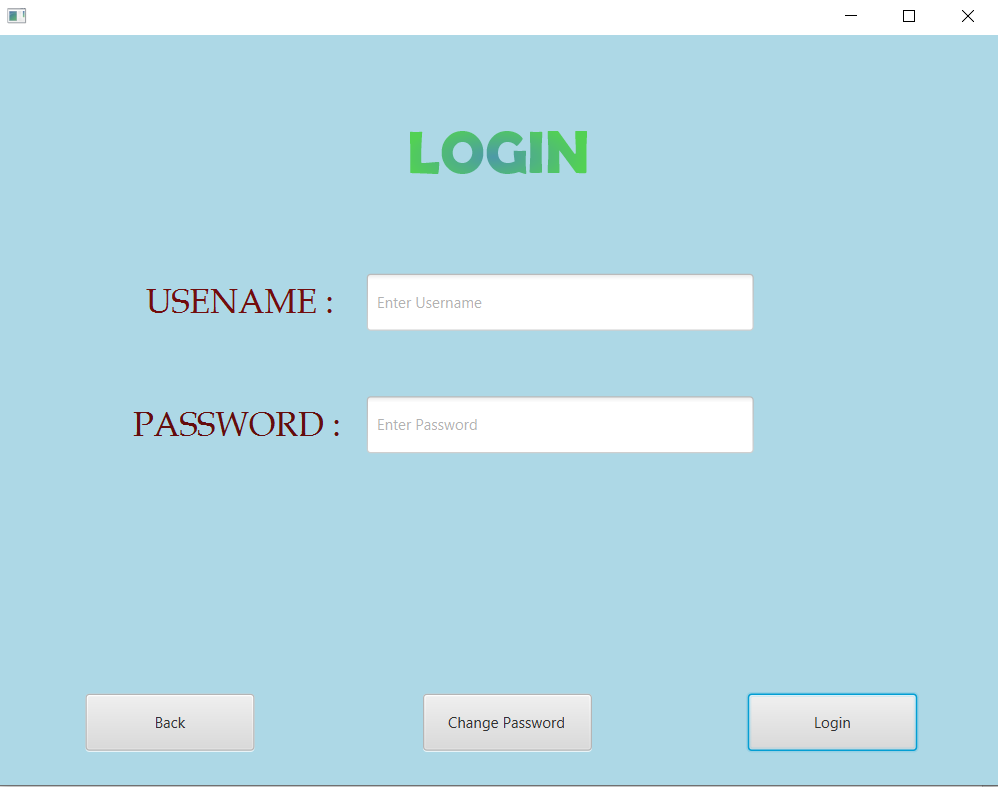 LOGIN
USENAME : Enter Username
PASSWORD : Enter Password
Back Change Password Login